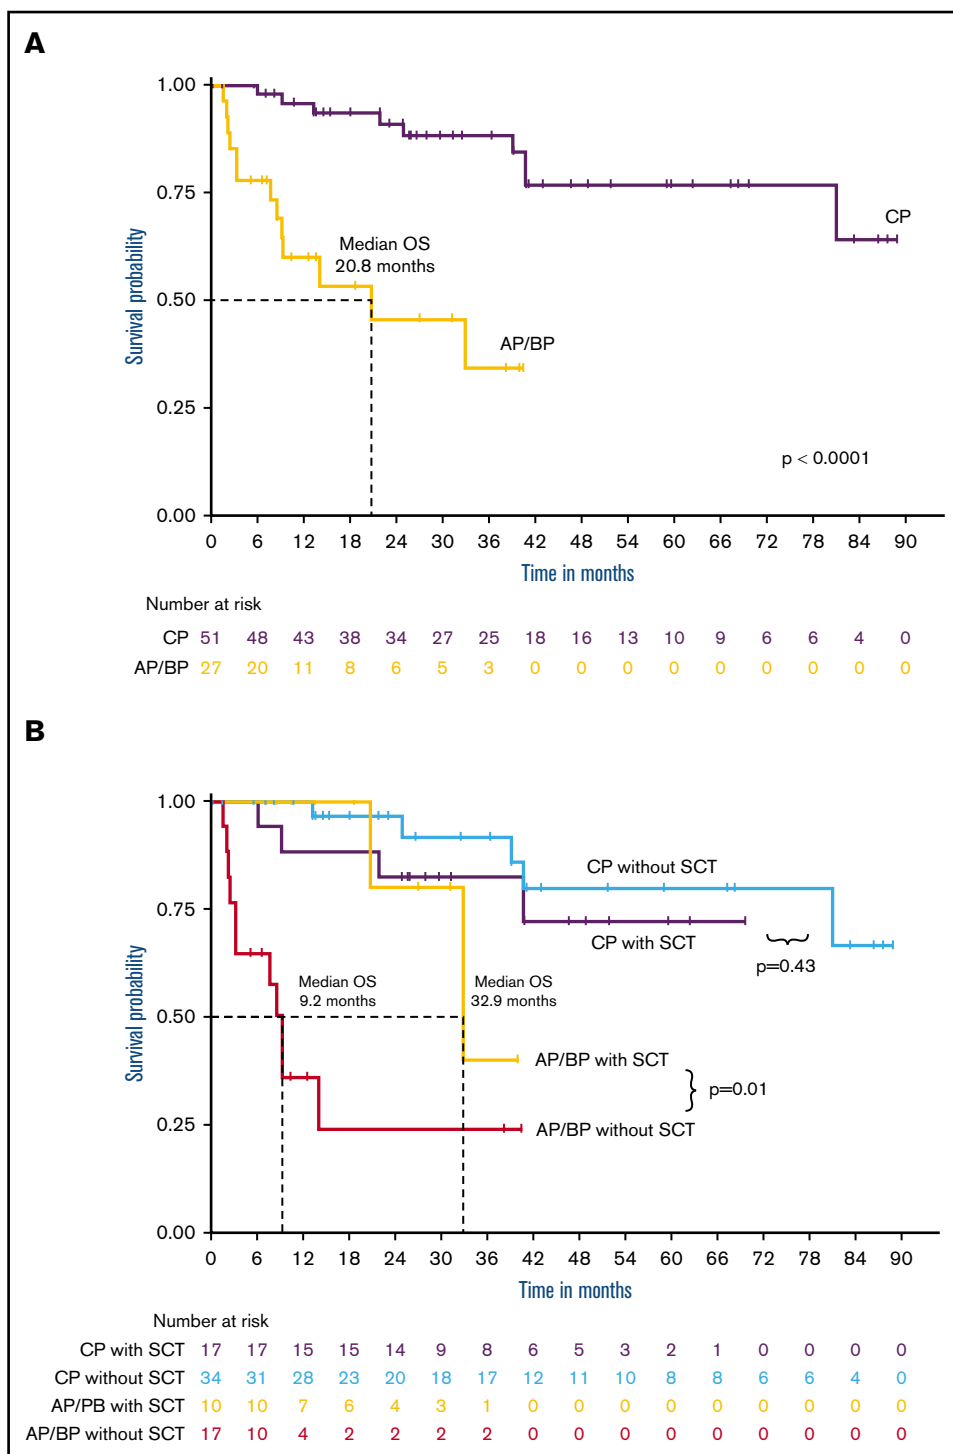 A
1.00
0.75
0.50
0.25
0.00
Survival probability
Median OS
20.8 months
CP
AP/BP
p < 0.0001
0 6 12 18 24 30 36 42 48 54 60 66 72 78 84 90
Time in months
Number at risk
CP 51 48 43 38 34 27 25 18 16 13 10 9 6 6 4 0
AP/BP 27 20 11 8 6 5 3 0 0 0 0 0 0 0 0 0
B
1.00
0.75
0.50
0.25
0.00
Survival probability
CP without SCT
CP with SCT
p=0.43
Median OS
9.2 months
Median OS
32.9 months
AP/BP with SCT
p=0.01
AP/BP without SCT
0 6 12 18 24 30 36 42 48 54 60 66 72 78 84 90
Time in months
Number at risk
CP with SCT 17 17 15 15 14 9 8 6 5 3 2 1 0 0 0 0
CP without SCT 34 31 28 23 20 18 17 12 11 10 8 8 6 6 4 0
AP/PB with SCT 10 10 7 6 4 3 1 0 0 0 0 0 0 0 0 0
AP/BP without SCT 17 10 4 2 2 2 2 0 0 0 0 0 0 0 0 0